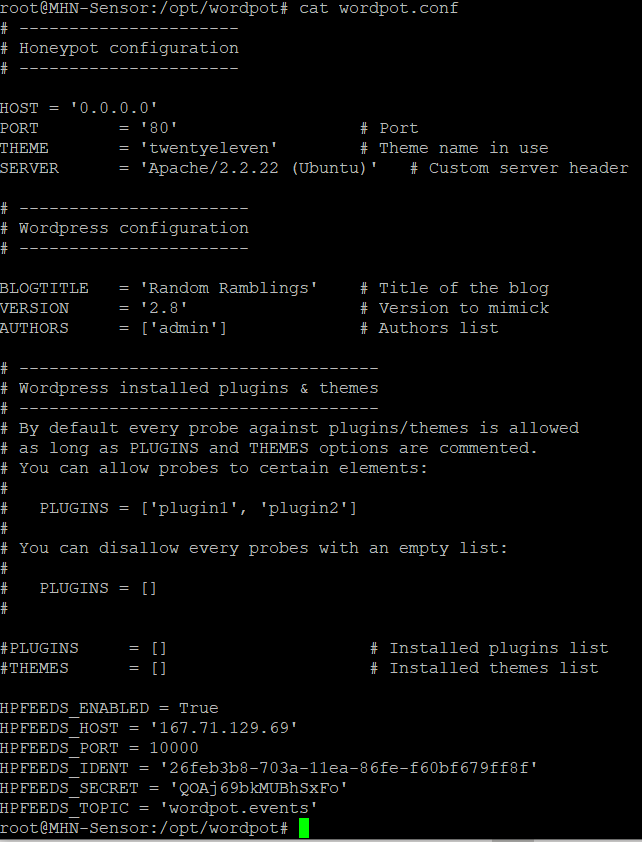 root@MHN-Sensor:/opt/wordpot# cat wordpot.conf
# ----------------------
# Honeypot configuration
# ----------------------
HOST = '0.0.0.0'
PORT        = '80'                  # Port
THEME       = 'twentyeleven'        # Theme name in use
SERVER      = 'Apache/2.2.22 (Ubuntu)'   # Custom server header
# -----------------------
# Wordpress configuration
# -----------------------
BLOGTITLE   = 'Random Ramblings'    # Title of the blog
VERSION     = '2.8'                 # Version to mimick
AUTHORS     = ['admin']             # Authors list
# ------------------------------------
# Wordpress installed plugins & themes
# ------------------------------------
# By default every probe against plugins/themes is allowed
# as long as PLUGINS and THEMES options are commented.
# You can allow probes to certain elements:
#
#   PLUGINS = ['plugin1', 'plugin2']
#
# You can disallow every probes with an empty list:
#
#   PLUGINS = []
#
#PLUGINS     = []                    # Installed plugins list
#THEMES      = []                    # Installed themes list
HPFEEDS_ENABLED = True
HPFEEDS_HOST = '167.71.129.69'
HPFEEDS_PORT = 10000
HPFEEDS_IDENT = '26feb3b8-703a-11ea-86fe-f60bf679ff8f'
HPFEEDS_SECRET = 'QOAj69bkMUBhSxFo'
HPFEEDS_TOPIC = 'wordpot.events'
root@MHN-Sensor:/opt/wordpot#